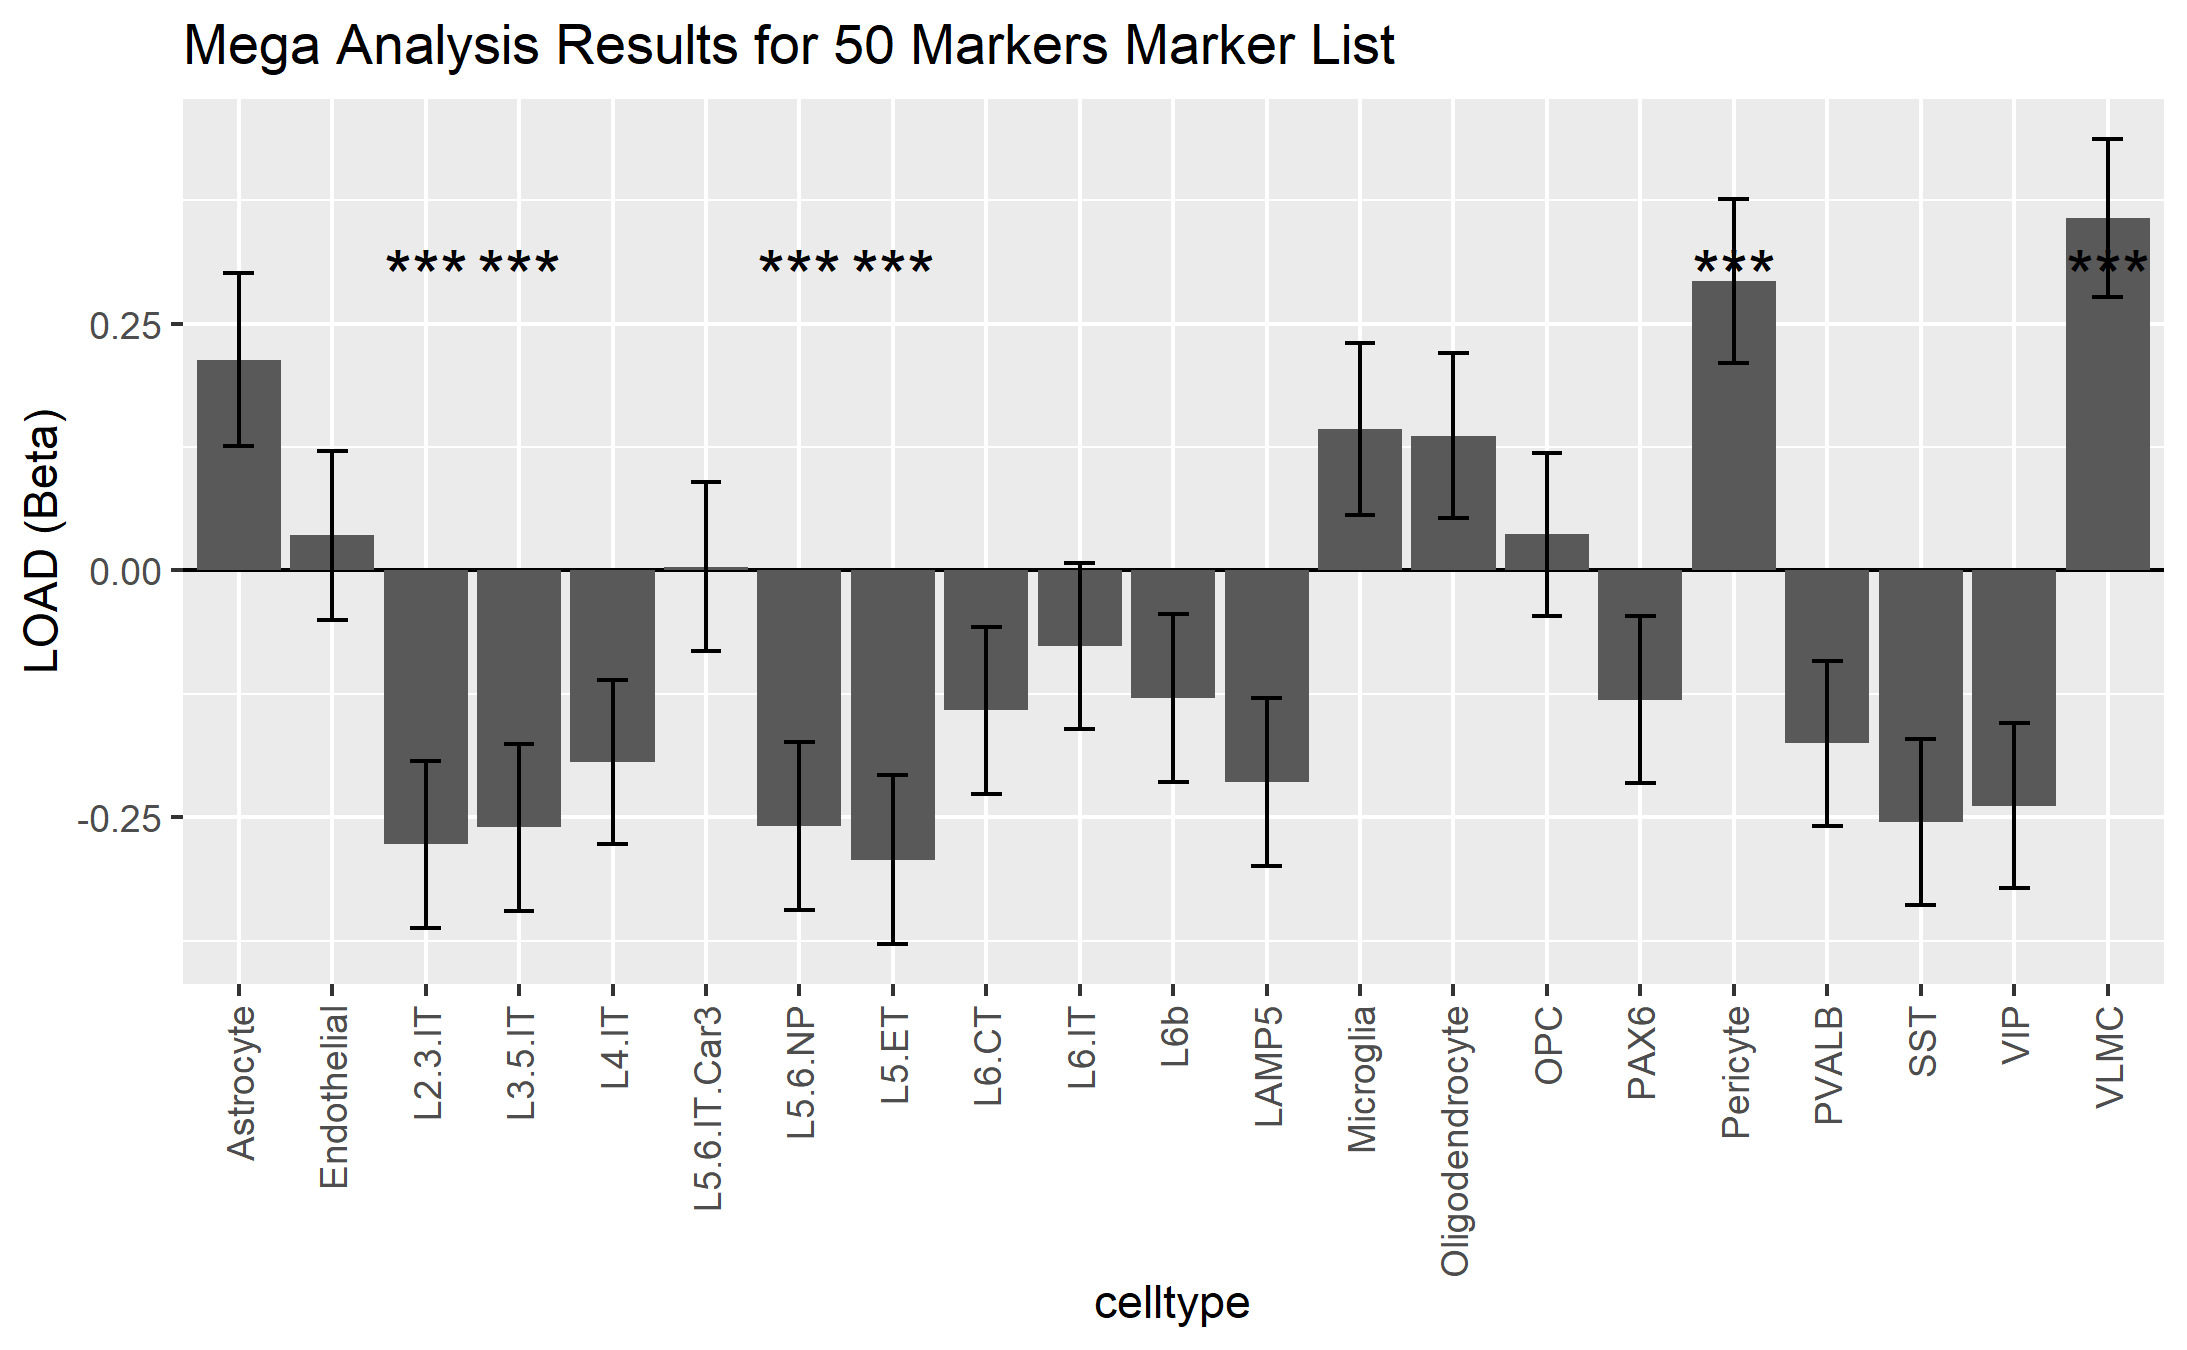 Mega Analysis Results for 50 Markers Marker List
LOAD (Beta)
0.25
0.00
-0.25
*** *** *** *** *** ***
Astrocyte
Endothelial
L2.3.IT
L3.5.IT
L4.IT
L5.6.IT.Car3
L5.6.NP
L5.ET
L6.CT
L6.IT
L6b
LAMP5
Microglia
Oligodendrocyte
OPC
PAX6
Pericyte
PVALB
SST
VIP
VLMC
celltype